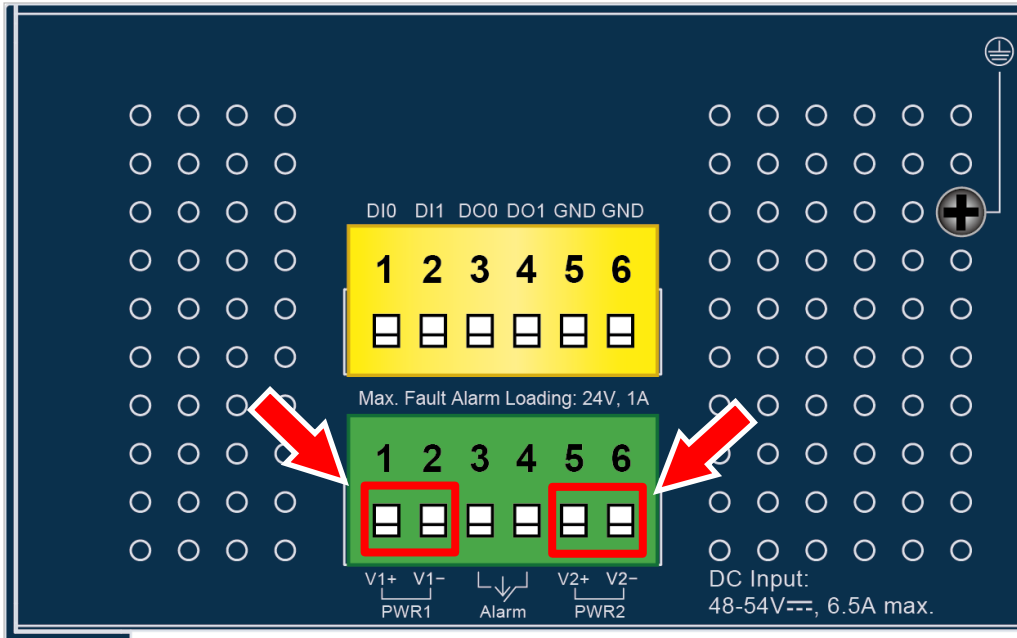 DI0 DI1 DO0 DO1 GND GND
1 2 3 4 5 6
Max. Fault Alarm Loading: 24V, 1A
1 2 3 4 5 6
V1+ V1− V2+ V2−
PWR1 Alarm PWR2
DC Input:
48-54V⎓, 6.5A max.